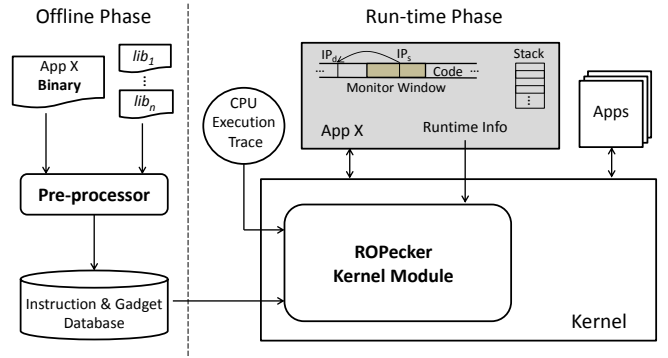 Offline Phase
Run-time Phase
App X
Binary
lib1
⋮
libn
Pre-processor
Instruction & Gadget
Database
CPU
Execution
Trace
IPd
IPs
Stack
... Code ...
Monitor Window
⋮
App X
Runtime Info
Apps
ROPecker
Kernel Module
Kernel